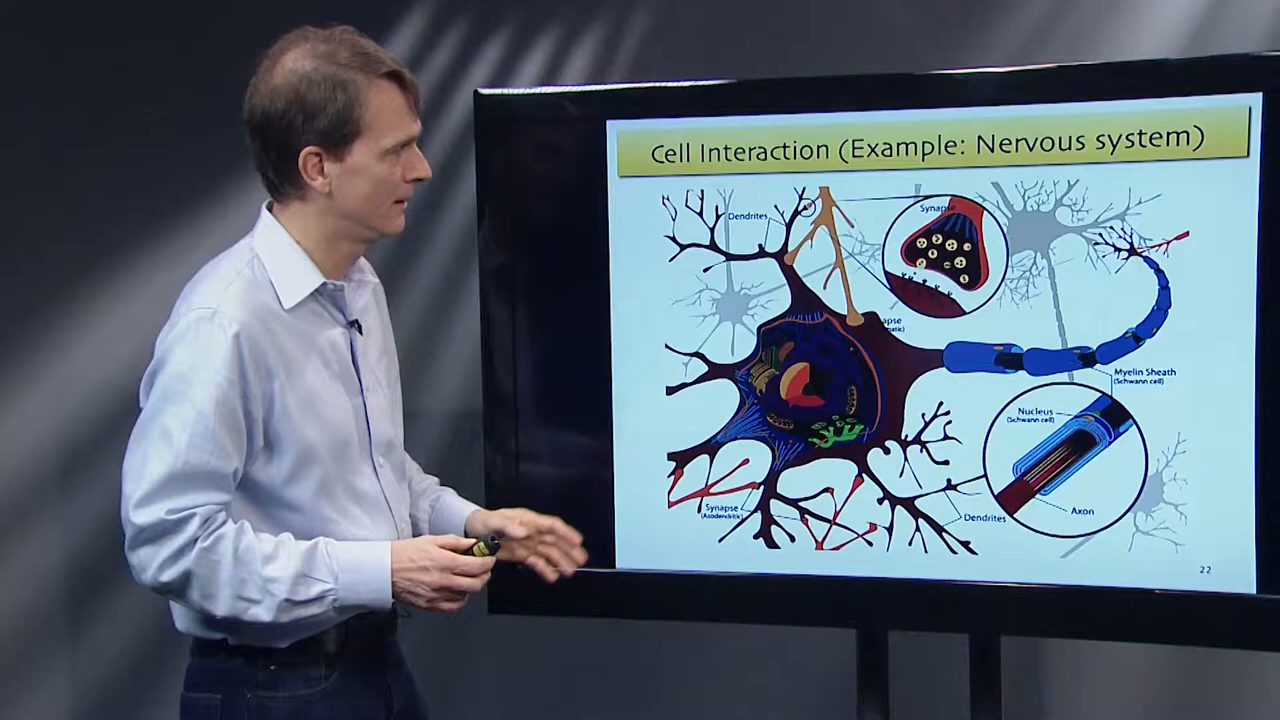 Cell Interaction (Example: Nervous system)
Dendrites
Synapse
Myelin Sheath
(Schwann cell)
Nucleus
(Schwann cell)
Axon
Synapse
(Axodendritic)
Dendrites
22